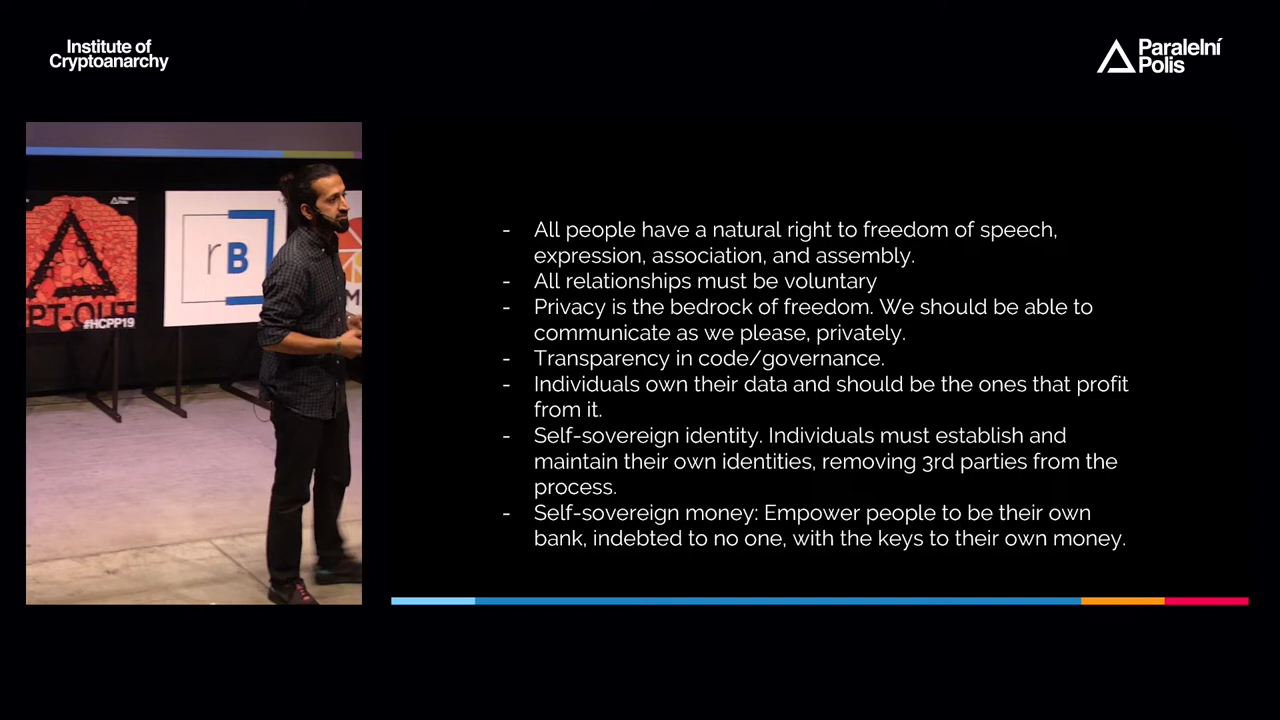 Institute of
Cryptoanarchy
Paralelní
Polis
PT-OUT
#HCPP19
rB
M
- All people have a natural right to freedom of speech,
expression, association, and assembly.
- All relationships must be voluntary
- Privacy is the bedrock of freedom. We should be able to
communicate as we please, privately.
- Transparency in code/governance.
- Individuals own their data and should be the ones that profit
from it.
- Self-sovereign identity. Individuals must establish and
maintain their own identities, removing 3rd parties from the
process.
- Self-sovereign money: Empower people to be their own
bank, indebted to no one, with the keys to their own money.